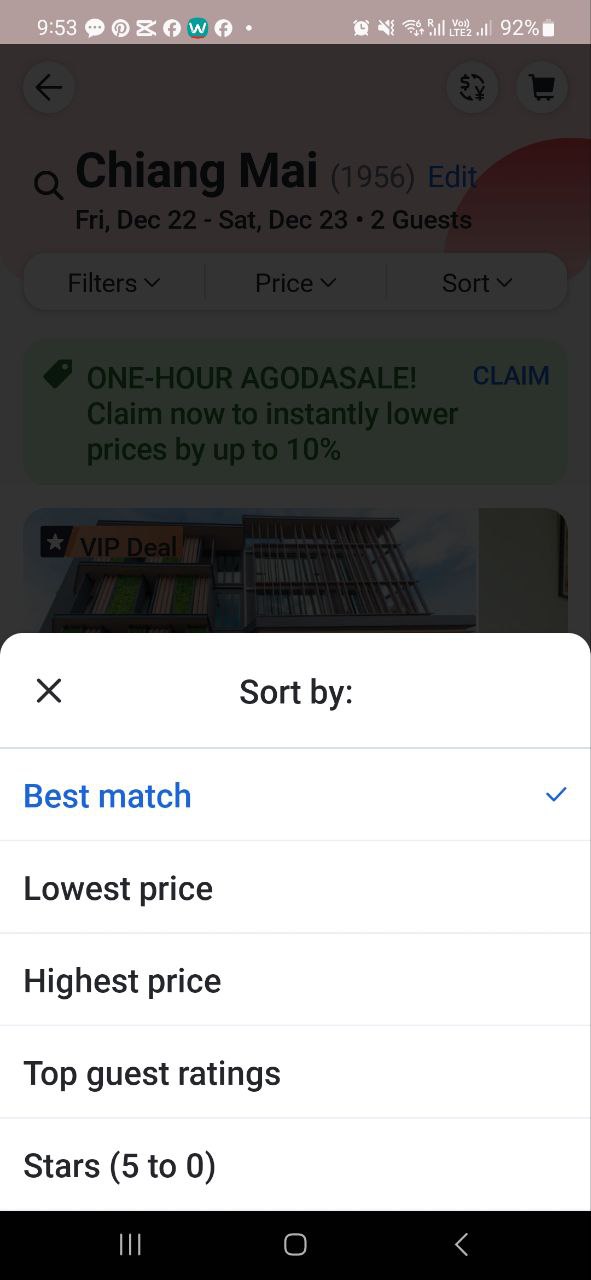 9:53
R
Vo))
LTE2
92%
Chiang Mai (1956) Edit
Fri, Dec 22 - Sat, Dec 23 • 2 Guests
Filters
Price
Sort
ONE-HOUR AGODASALE!
CLAIM
Claim now to instantly lower
prices by up to 10%
VIP Deal
Sort by:
Best match
Lowest price
Highest price
Top guest ratings
Stars (5 to 0)